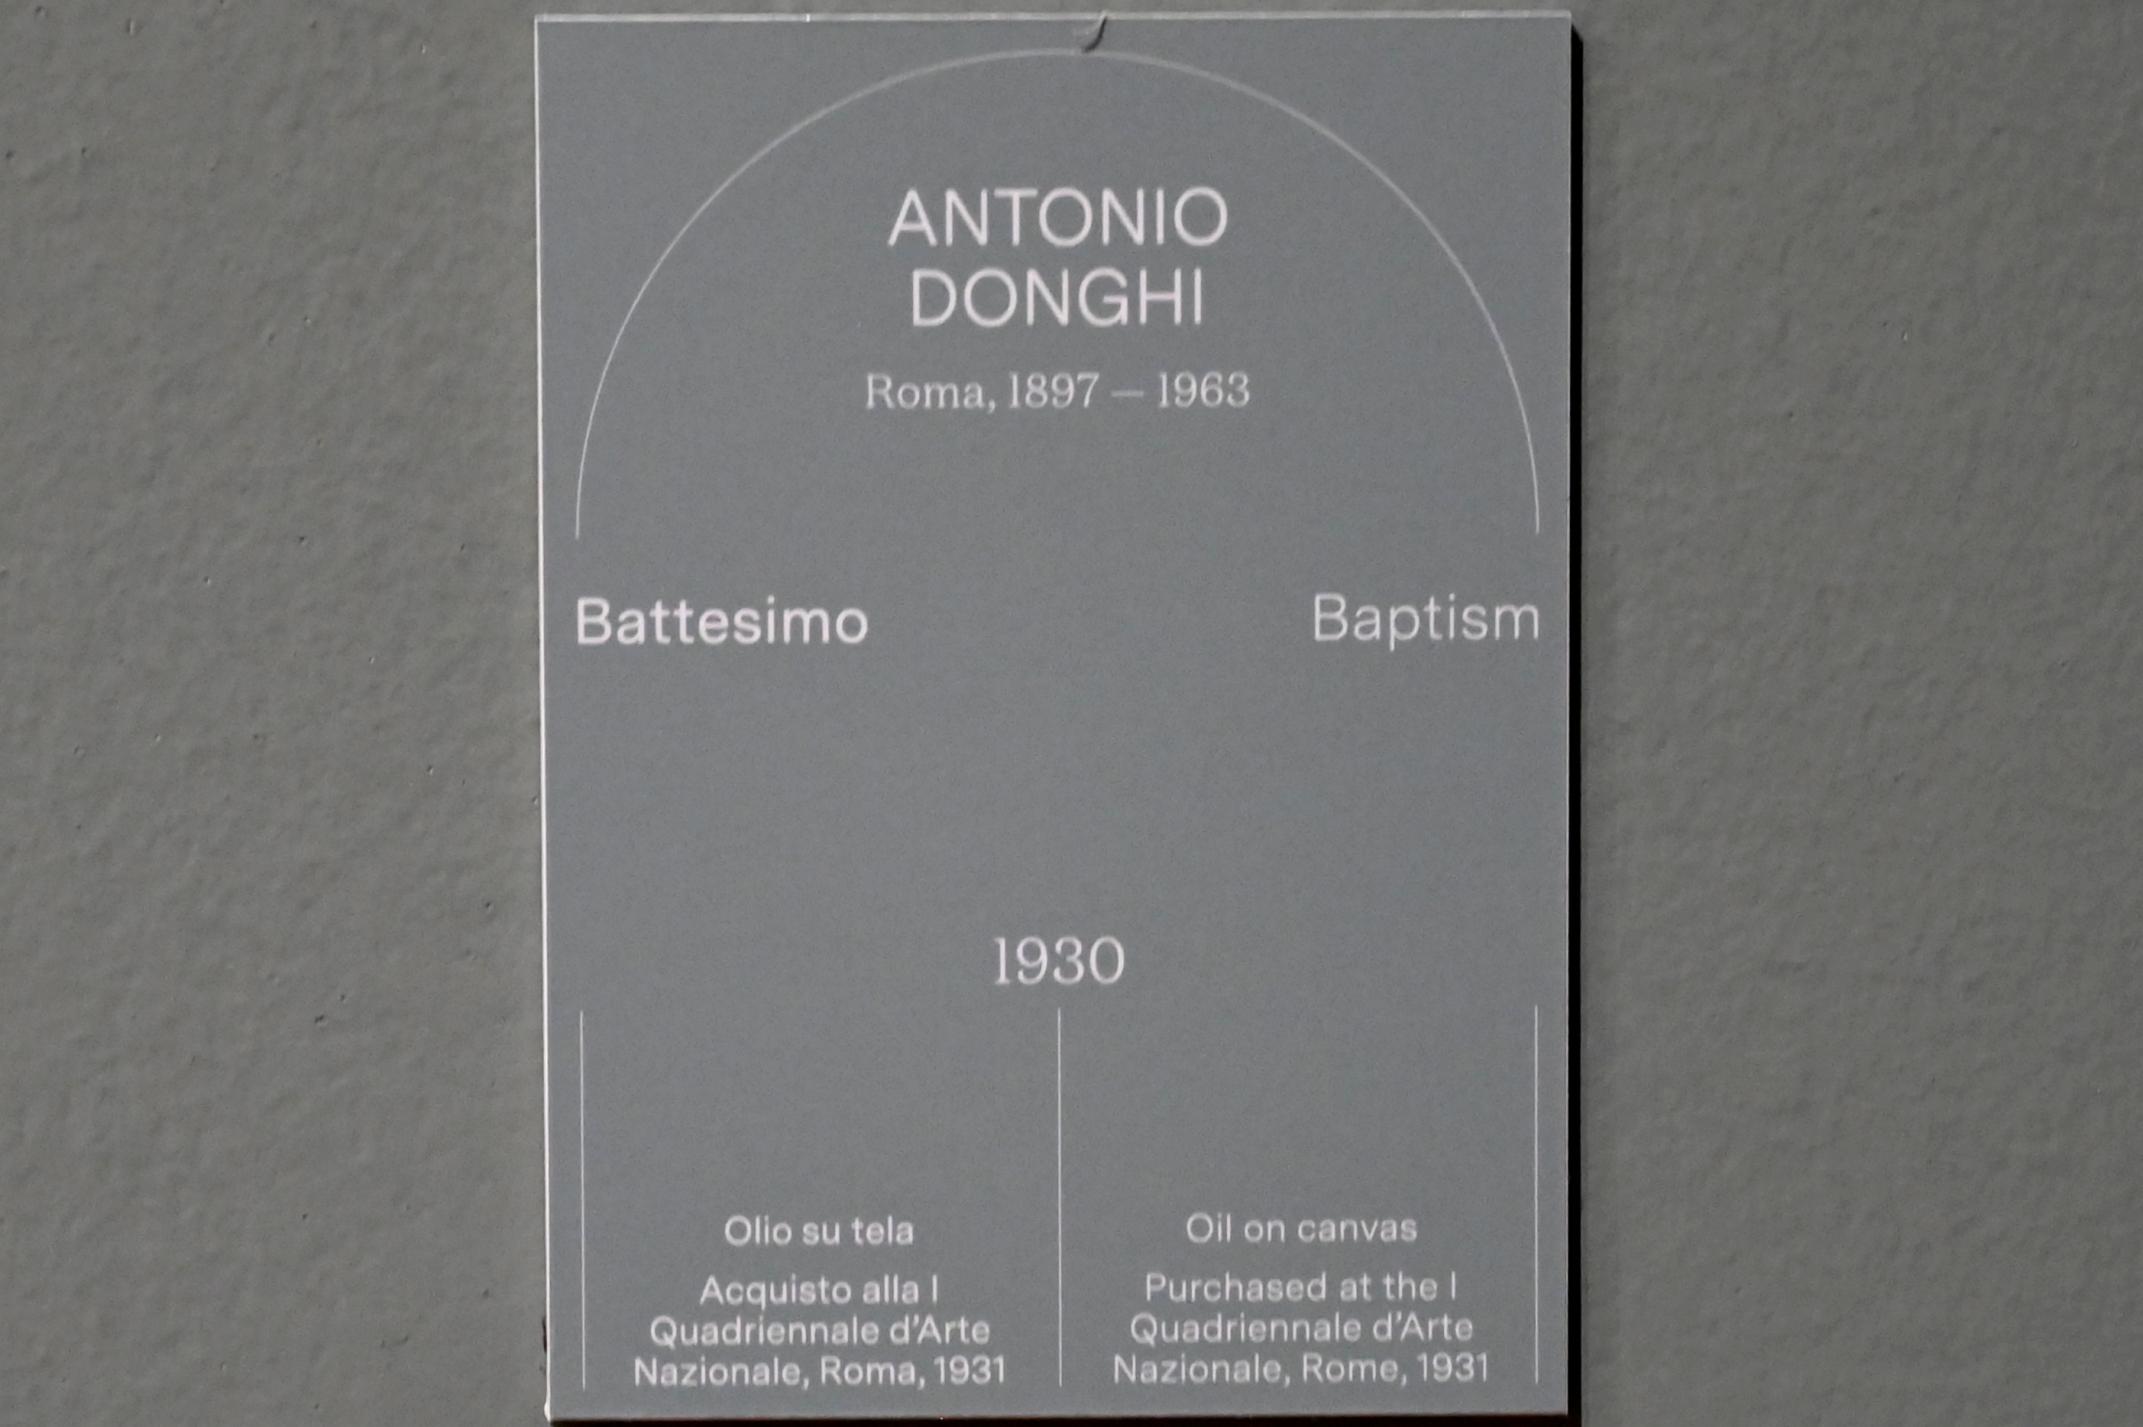 ANTONIO
DONGHI
Roma, 1897 — 1963
Battesimo
Baptism
1930
Olio su tela
Acquisto alla I
Quadriennale d'Arte
Nazionale, Roma, 1931
Oil on canvas
Purchased at the I
Quadriennale d'Arte
Nazionale, Rome, 1931